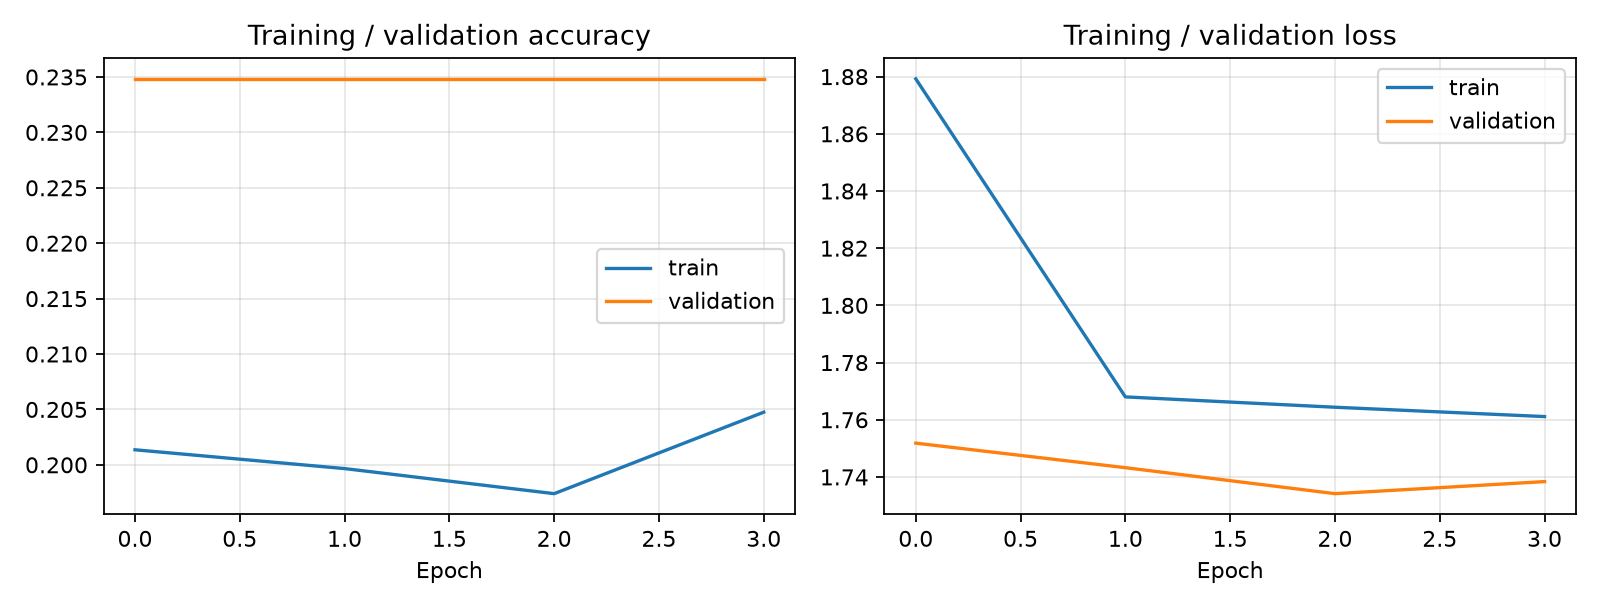 Training / validation accuracy
0.235
0.230
0.225
0.220
0.215
0.210
0.205
0.200
train
validation
0.0 0.5 1.0 1.5 2.0 2.5 3.0
Epoch
Training / validation loss
1.88
1.86
1.84
1.82
1.80
1.78
1.76
1.74
train
validation
0.0 0.5 1.0 1.5 2.0 2.5 3.0
Epoch